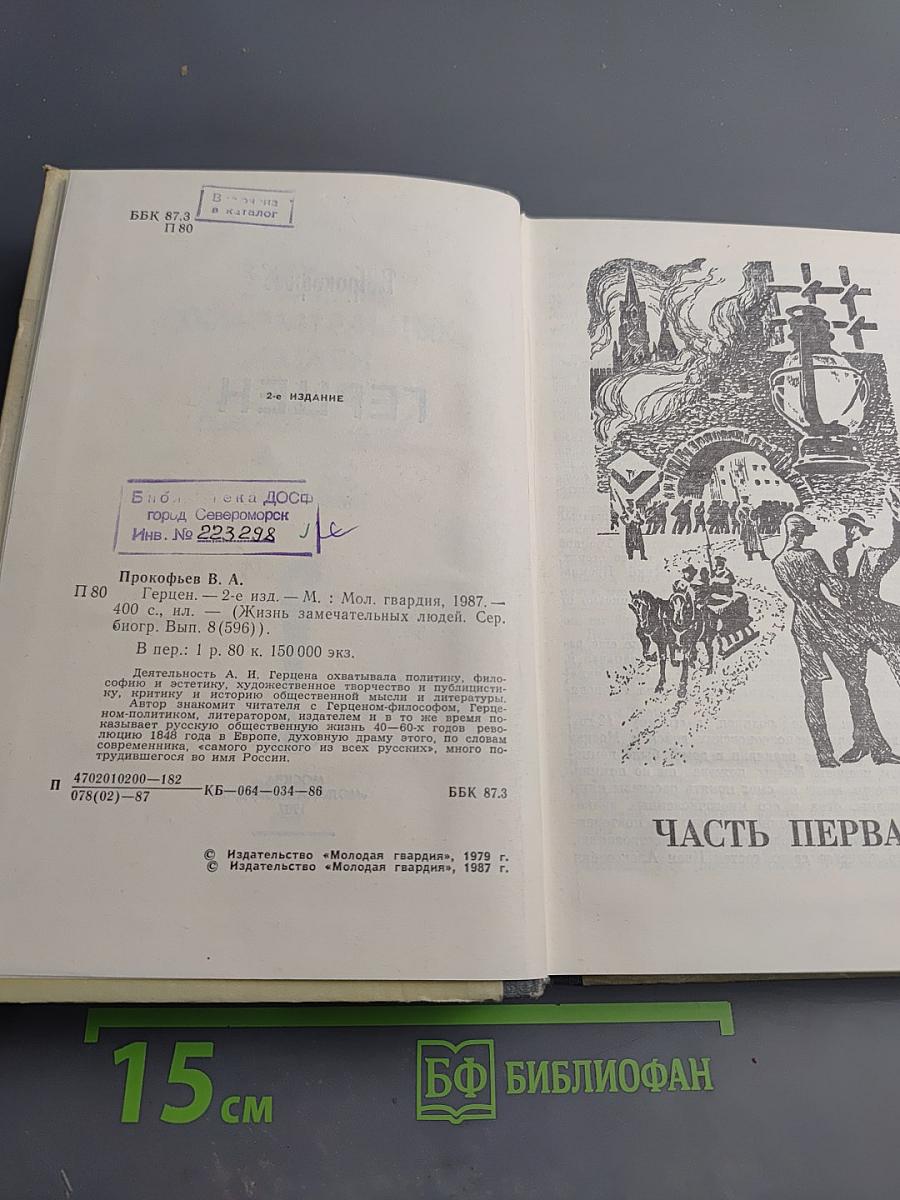 ББК 87.3
П 80
в каталог
2-е ИЗДАНИЕ
ДОСФ
город Североморск
Инв. № 223298
Прокофьев В. А.
П 80 Герцен. — 2-е изд. — М. : Мол. гвардия, 1987. —
400 с., ил. — (Жизнь замечательных людей. Сер.
биогр. Вып. 8(596)).
В пер.: 1 р. 80 к. 150 000 экз.
Деятельность А. И. Герцена охватывала политику, фило-
софию и эстетику, художественное творчество и публицисти-
ку, критику и историю общественной мысли и литературы.
Автор знакомит читателя с Герценом-философом, Герце-
ном-политиком, литератором, издателем и в то же время по-
казывает русскую общественную жизнь 40—60-х годов рево-
люцию 1848 года в Европе, духовную драму этого, по словам
современника, «самого русского из всех русских», много по-
трудившегося во имя России.
П 4702010200—182
078(02)—87 КБ—064—034—86 ББК 87.3
© Издательство «Молодая гвардия», 1979 г.
© Издательство «Молодая гвардия», 1987 г.
ЧАСТЬ ПЕРВА
15 см
БФ БИБЛИОФАН